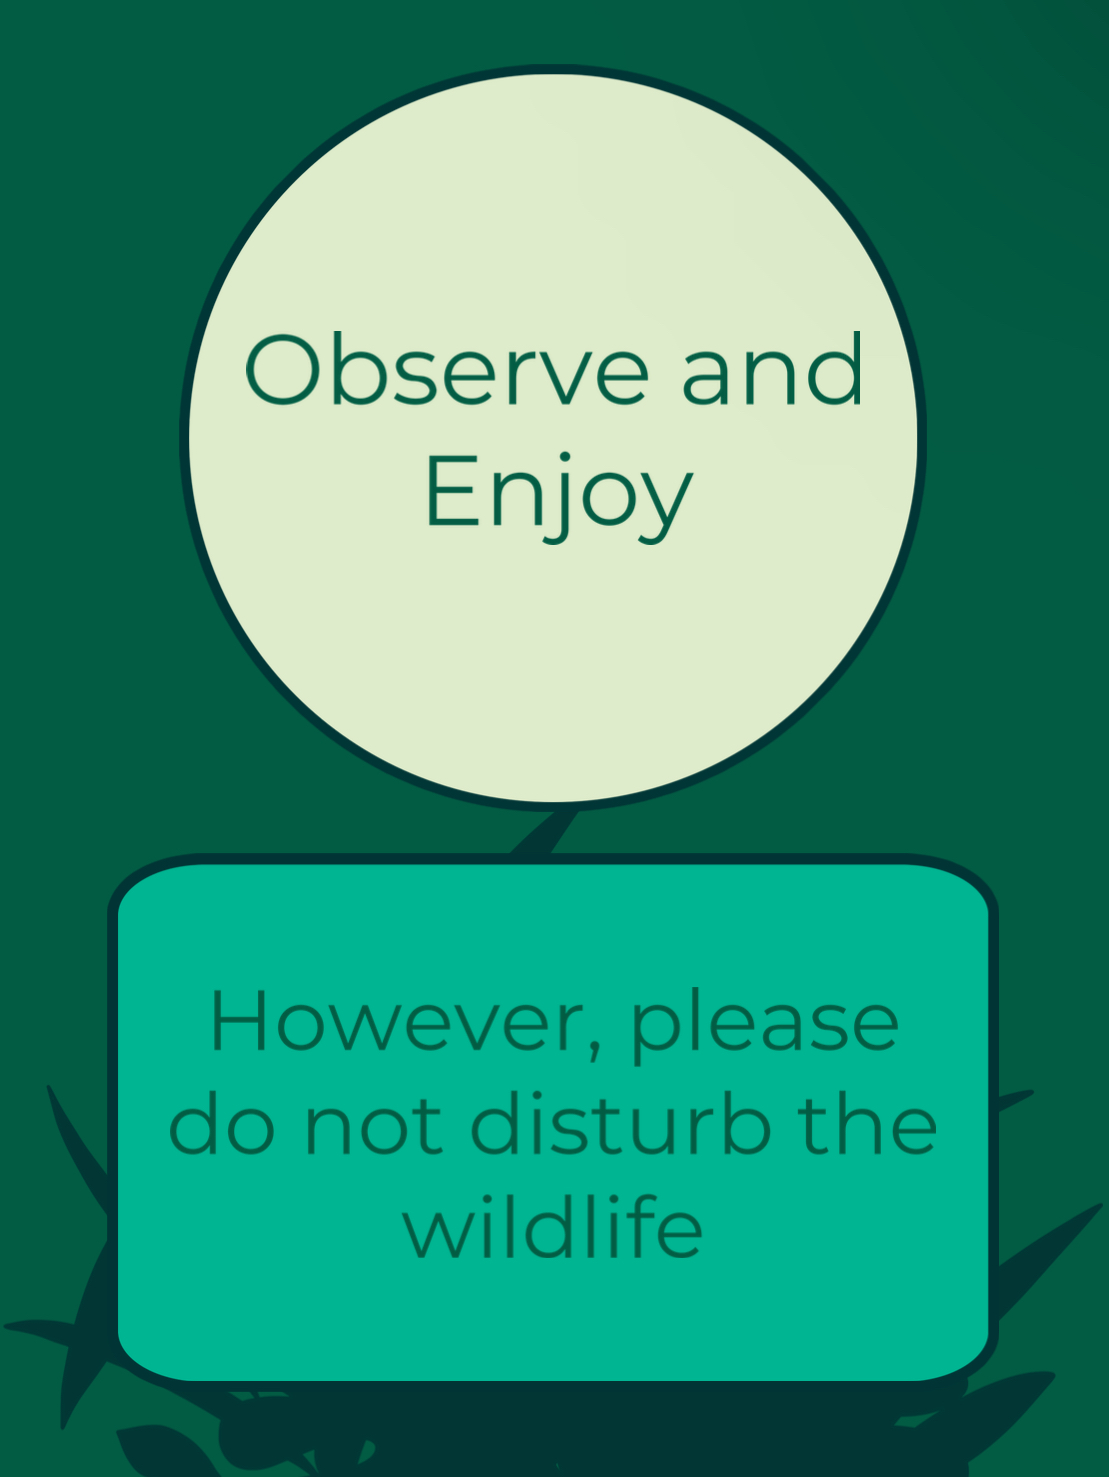 Observe and
Enjoy
However, please
do not disturb the
wildlife